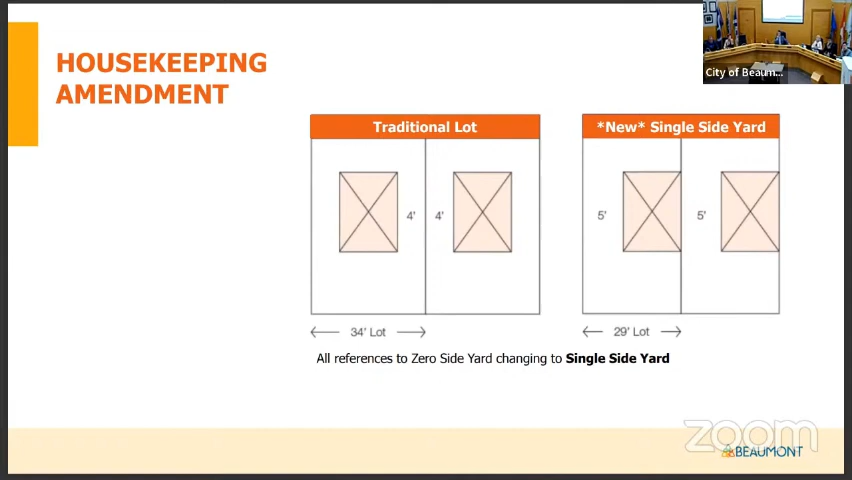 HOUSEKEEPING
AMENDMENT
City of Beaum...
Traditional Lot
*New* Single Side Yard
4'
4'
5'
5'
34' Lot
29' Lot
All references to Zero Side Yard changing to Single Side Yard
zoom
BEAUMONT